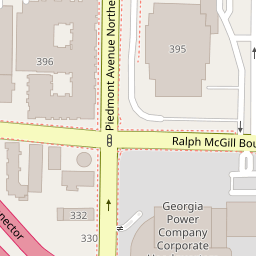 Piedmont Avenue Northe
395
396
Ralph McGill Bou
Georgia
Power
Company
Corporate
332
330
nector